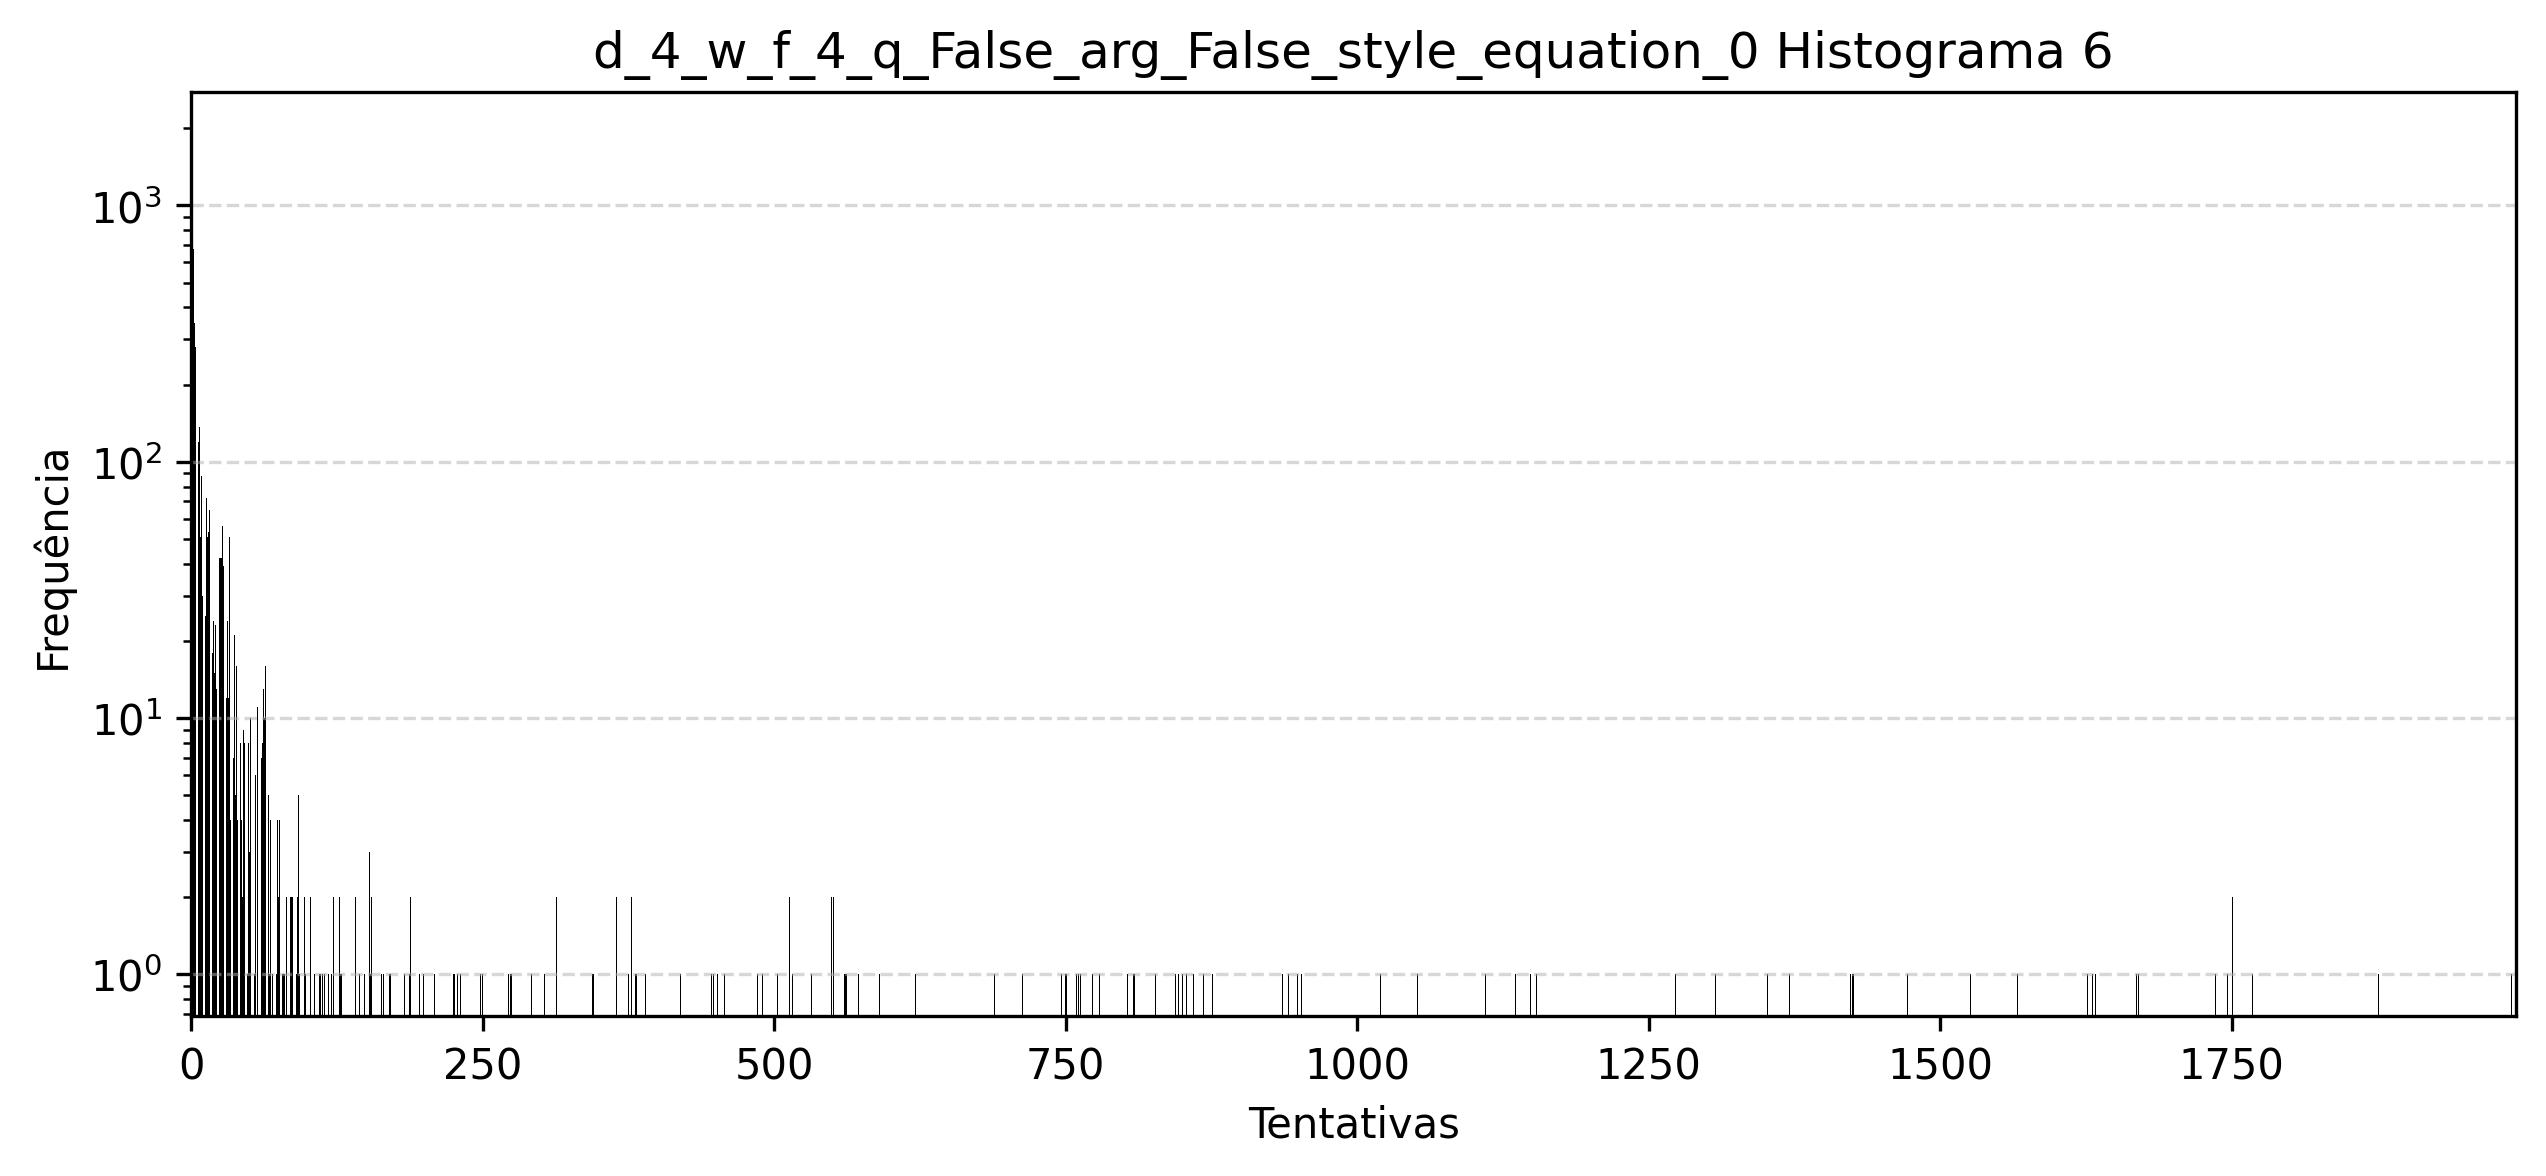 d_4_w_f_4_q_False_arg_False_style_equation_0 Histograma 6
Frequência
10³
10²
10¹
10⁰
0 250 500 750 1000 1250 1500 1750
Tentativas